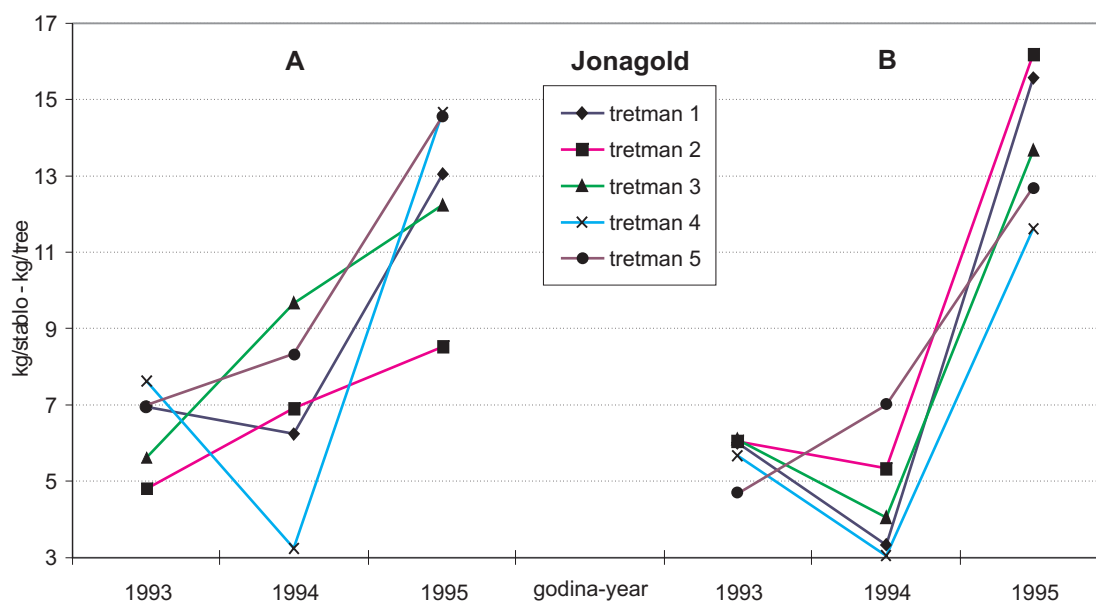 A
Jonagold
B
kg/stablo - kg/tree
17
15
13
11
9
7
5
3
tretman 1
tretman 2
tretman 3
tretman 4
tretman 5
1993 1994 1995 godina-year 1993 1994 1995